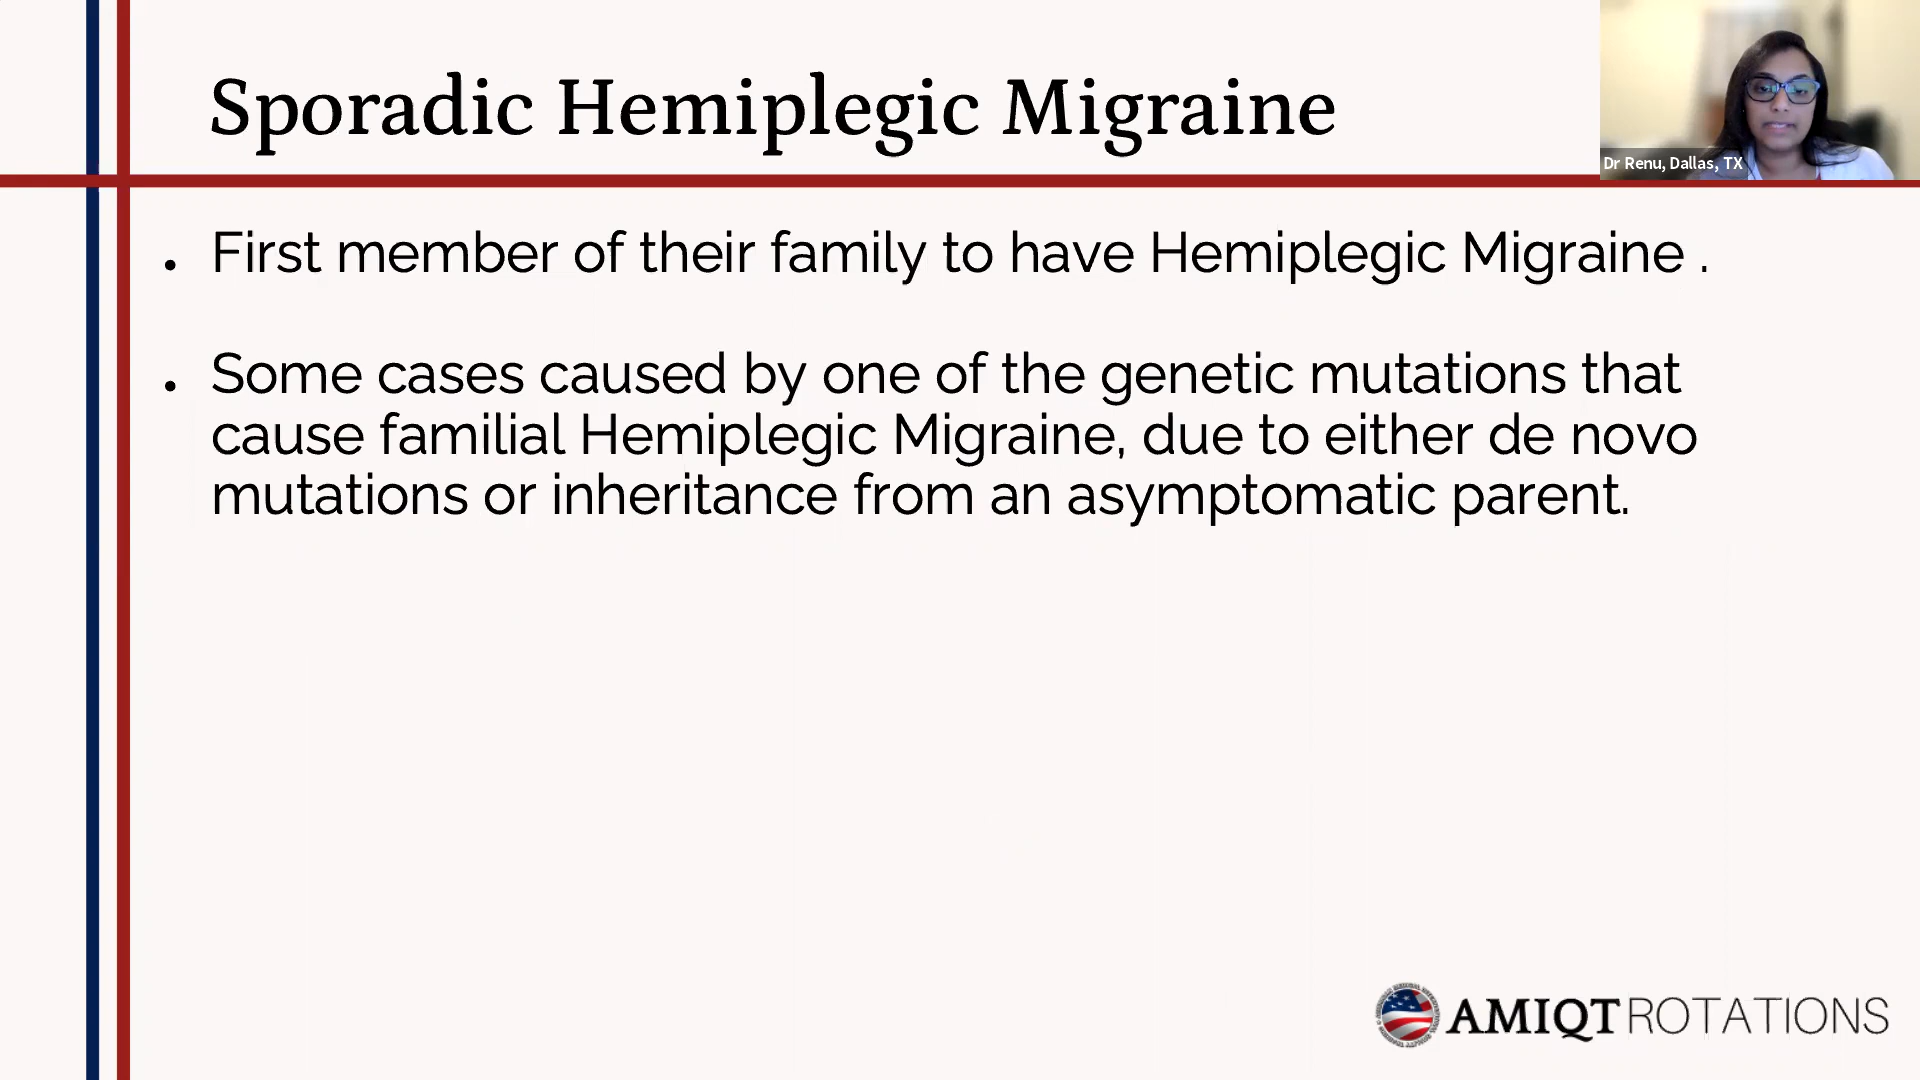 Sporadic Hemiplegic Migraine
Dr Renu, Dallas, TX
. First member of their family to have Hemiplegic Migraine .
. Some cases caused by one of the genetic mutations that
cause familial Hemiplegic Migraine, due to either de novo
mutations or inheritance from an asymptomatic parent.
AMIQT ROTATIONS